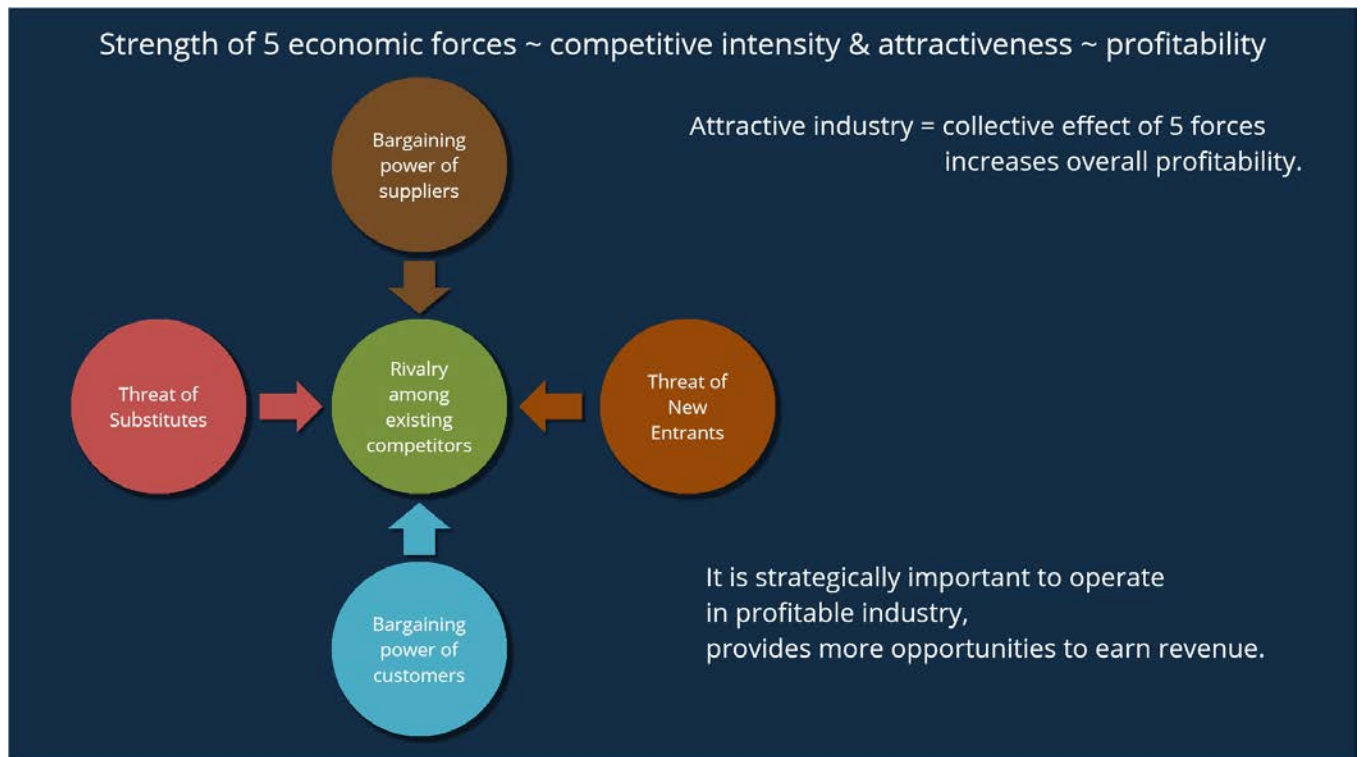 Strength of 5 economic forces ~ competitive intensity & attractiveness ~ profitability
Attractive industry = collective effect of 5 forces
increases overall profitability.
Bargaining
power of
suppliers
Threat of
Substitutes
Rivalry
among
existing
competitors
Threat of
New
Entrants
Bargaining
power of
customers
It is strategically important to operate
in profitable industry,
provides more opportunities to earn revenue.